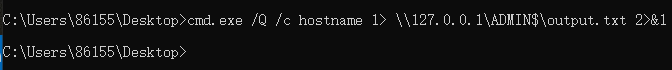 C:\Users\86155\Desktop>cmd.exe /Q /c hostname 1> \\127.0.0.1\ADMIN$\output.txt 2>&1
C:\Users\86155\Desktop>